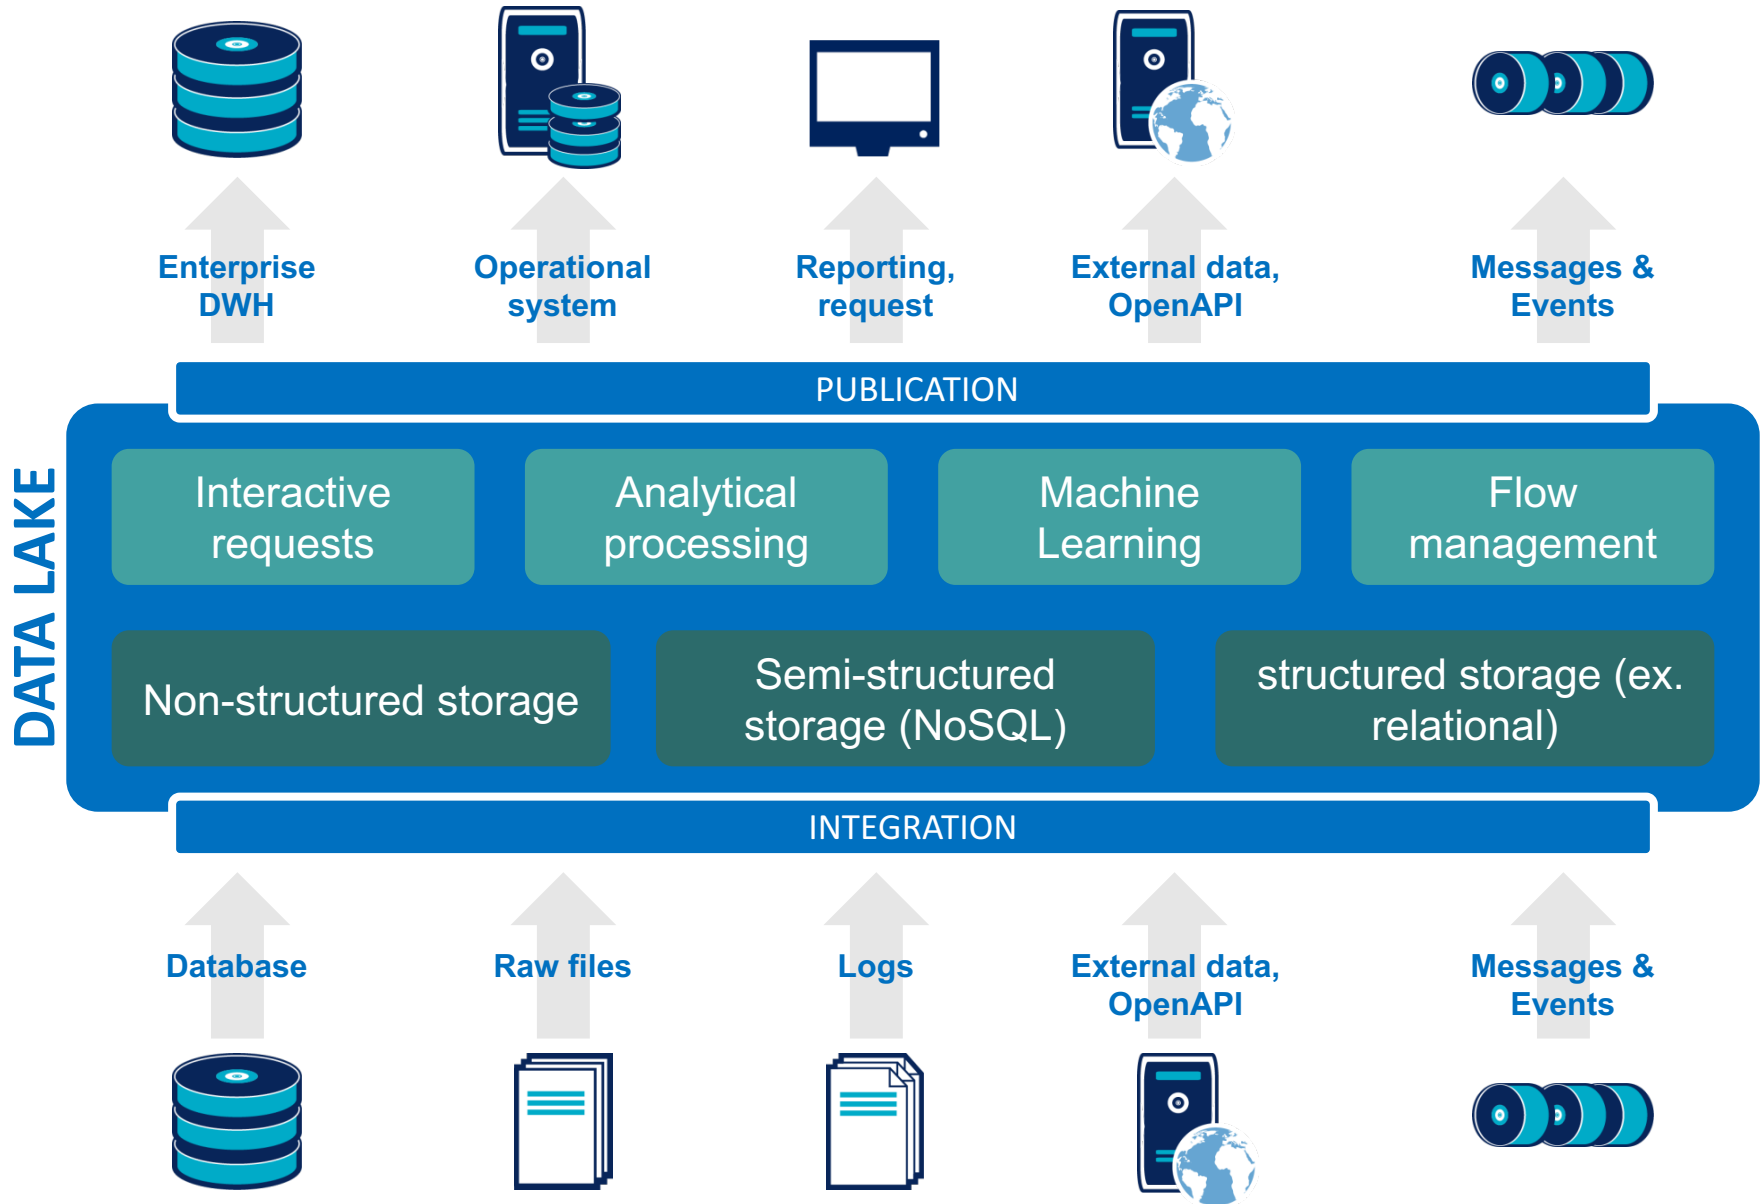 Enterprise
DWH
Operational
system
Reporting,
request
External data,
OpenAPI
Messages &
Events
PUBLICATION
DATA LAKE
Interactive
requests
Analytical
processing
Machine
Learning
Flow
management
Non-structured storage
Semi-structured
storage (NoSQL)
structured storage (ex.
relational)
INTEGRATION
Database
Raw files
Logs
External data,
OpenAPI
Messages &
Events